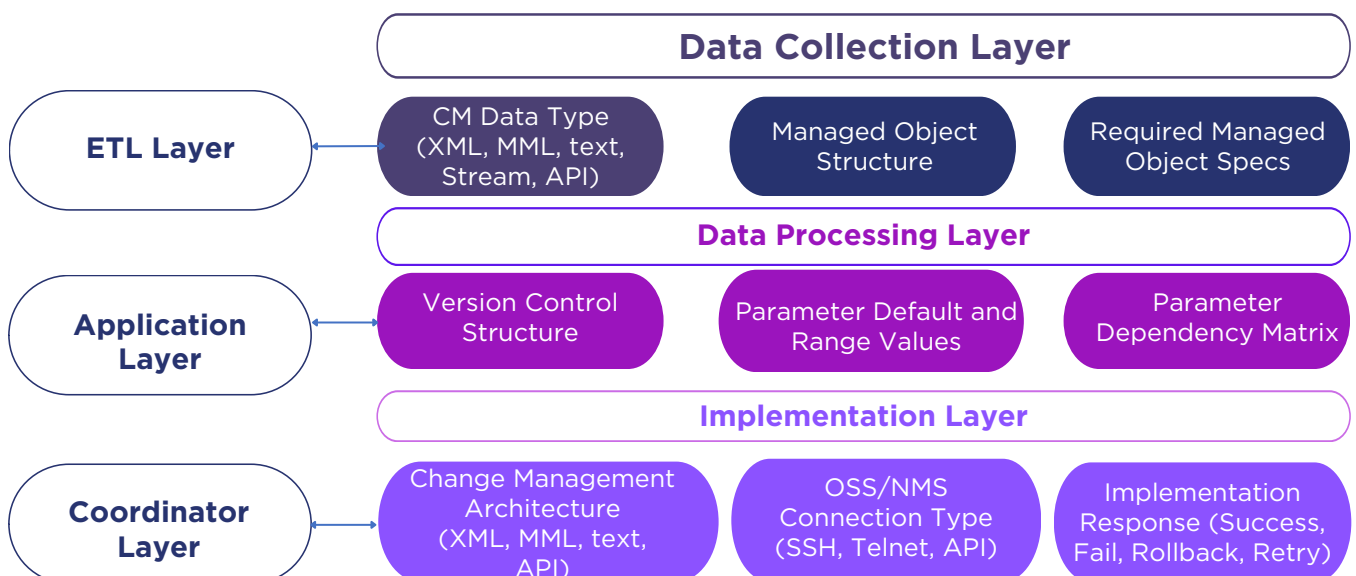 Data Collection Layer
ETL Layer
CM Data Type
(XML, MML, text,
Stream, API)
Managed Object
Structure
Required Managed
Object Specs
Data Processing Layer
Application
Layer
Version Control
Structure
Parameter Default and
Range Values
Parameter
Dependency Matrix
Implementation Layer
Coordinator
Layer
Change Management
Architecture
(XML, MML, text,
API)
OSS/NMS
Connection Type
(SSH, Telnet, API)
Implementation
Response (Success,
Fail, Rollback, Retry)